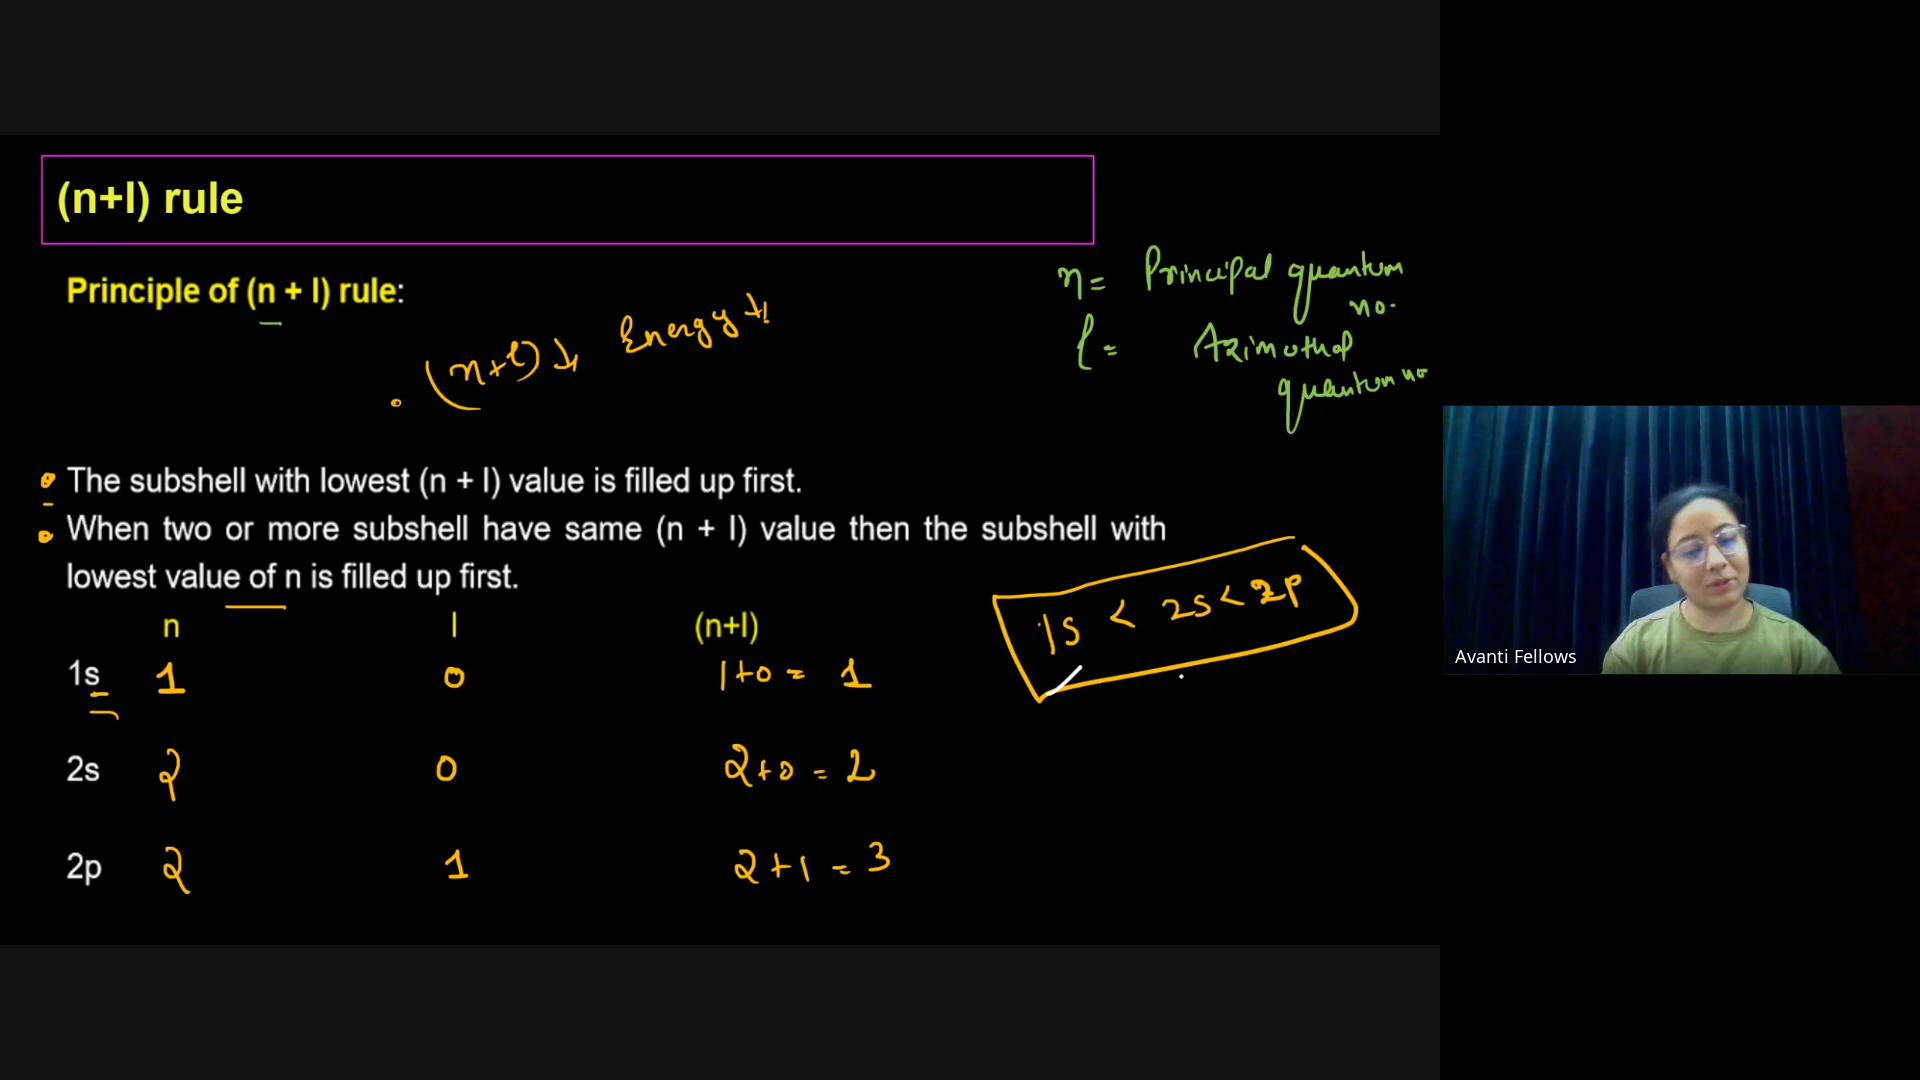 (n+l) rule
Principle of (n + l) rule:
n = Principal quantum
no.
l = Azimuthal
quantum no
(n+l) ↓ Energy ↓
The subshell with lowest (n + l) value is filled up first.
When two or more subshell have same (n + l) value then the subshell with
lowest value of n is filled up first.
1s < 2s < 2p
n l (n+l)
1s 1 0 1+0 = 1
2s 2 0 2+0 = 2
2p 2 1 2+1 = 3
Avanti Fellows